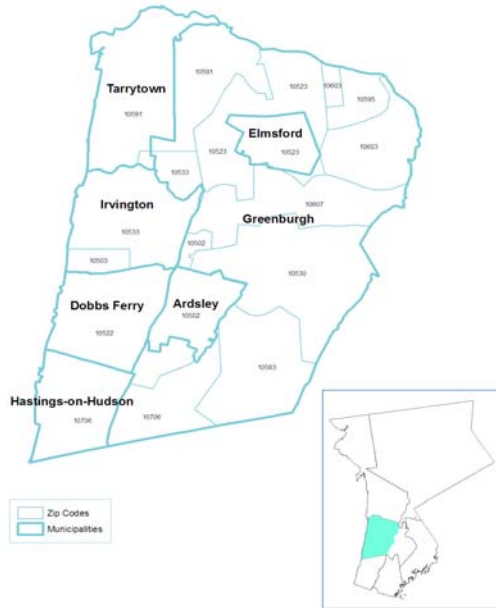 10591
10523
10603
10595
Tarrytown
10591
Elmsford
10523
10523
10603
10533
Irvington
10533
10607
Greenburgh
10502
10503
10530
Dobbs Ferry
10522
Ardsley
10502
10583
Hastings-on-Hudson
10706
10706
Zip Codes
Municipalities